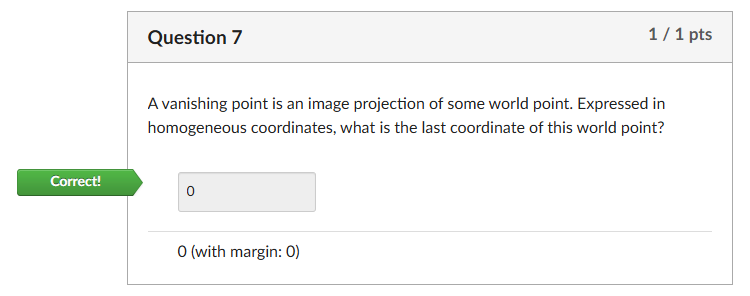 Question 7
1 / 1 pts
A vanishing point is an image projection of some world point. Expressed in
homogeneous coordinates, what is the last coordinate of this world point?
Correct!
0
0 (with margin: 0)